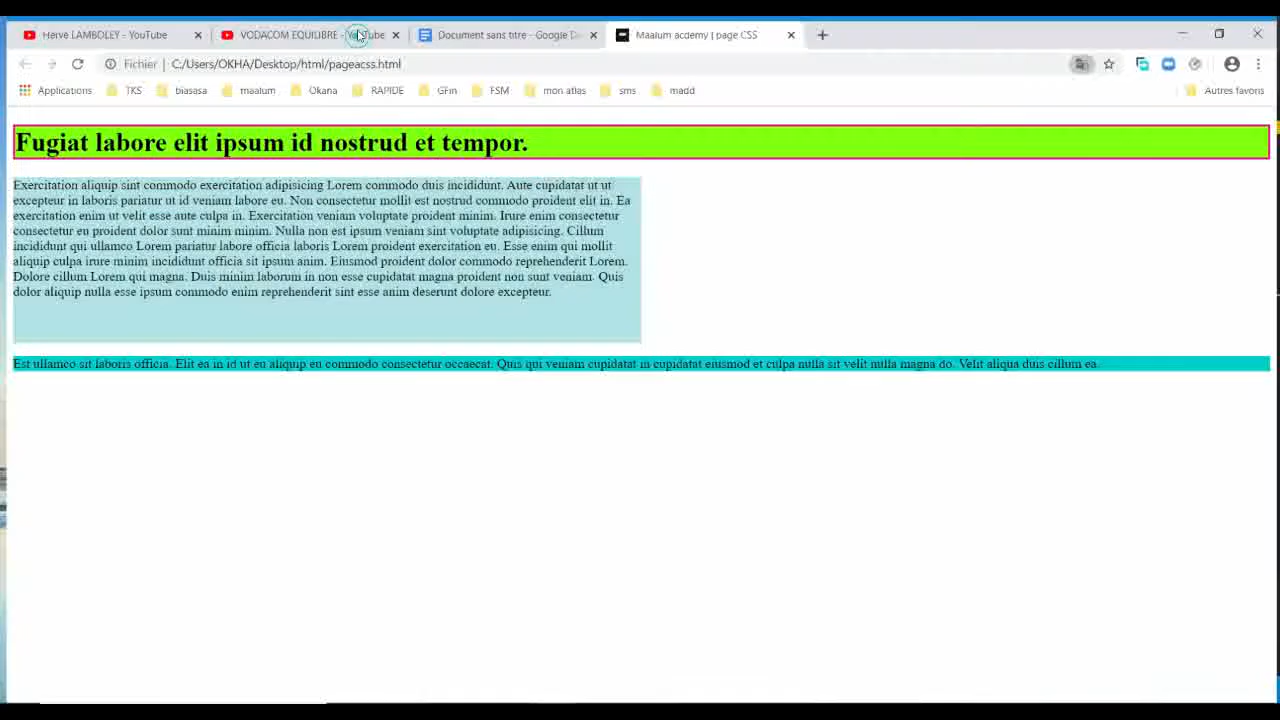 Hervé LAMBOLEY - YouTube
VODACOM EQUILIBRE - YouTube
Document sans titre - Google D
Maalum acdemy | page CSS
Fichier | C:/Users/OKHA/Desktop/html/pageacss.html
Applications TKS biasasa maalum Okana RAPIDE GFin FSM mon atlas sms madd Autres favoris
Fugiat labore elit ipsum id nostrud et tempor.
Exercitation aliquip sint commodo exercitation adipisicing Lorem commodo duis incididunt. Aute cupidatat ut ut
excepteur in laboris pariatur ut id veniam labore eu. Non consectetur mollit est nostrud commodo proident elit in. Ea
exercitation enim ut velit esse aute culpa in. Exercitation veniam voluptate proident minim. Irure enim consectetur
consectetur eu proident dolor sunt minim minim. Nulla non est ipsum veniam sint voluptate adipisicing. Cillum
incididunt qui ullamco Lorem pariatur labore officia laboris Lorem proident exercitation eu. Esse enim qui mollit
aliquip culpa irure minim incididunt officia sit ipsum anim. Eiusmod proident dolor commodo reprehenderit Lorem.
Dolore cillum Lorem qui magna. Duis minim laborum in non esse cupidatat magna proident non sunt veniam. Quis
dolor aliquip nulla esse ipsum commodo enim reprehenderit sint esse anim deserunt dolore excepteur.
Est ullamco sit laboris officia. Elit ea in id ut eu aliquip eu commodo consectetur occaecat. Quis qui veniam cupidatat in cupidatat eiusmod et culpa nulla sit velit nulla magna do. Velit aliqua duis cillum ea.